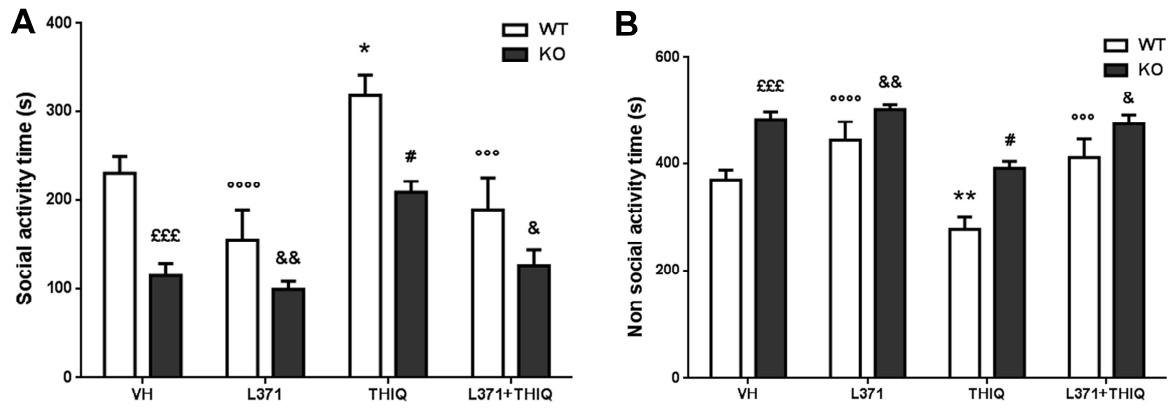 A
Social activity time (s)
400
300
200
100
0
WT
KO
£££
°°°°
&&
*
#
°°°
&
VH
L371
THIQ
L371+THIQ
B
Non social activity time (s)
600
400
200
0
WT
KO
£££
°°°°
&&
**
#
°°°
&
VH
L371
THIQ
L371+THIQ